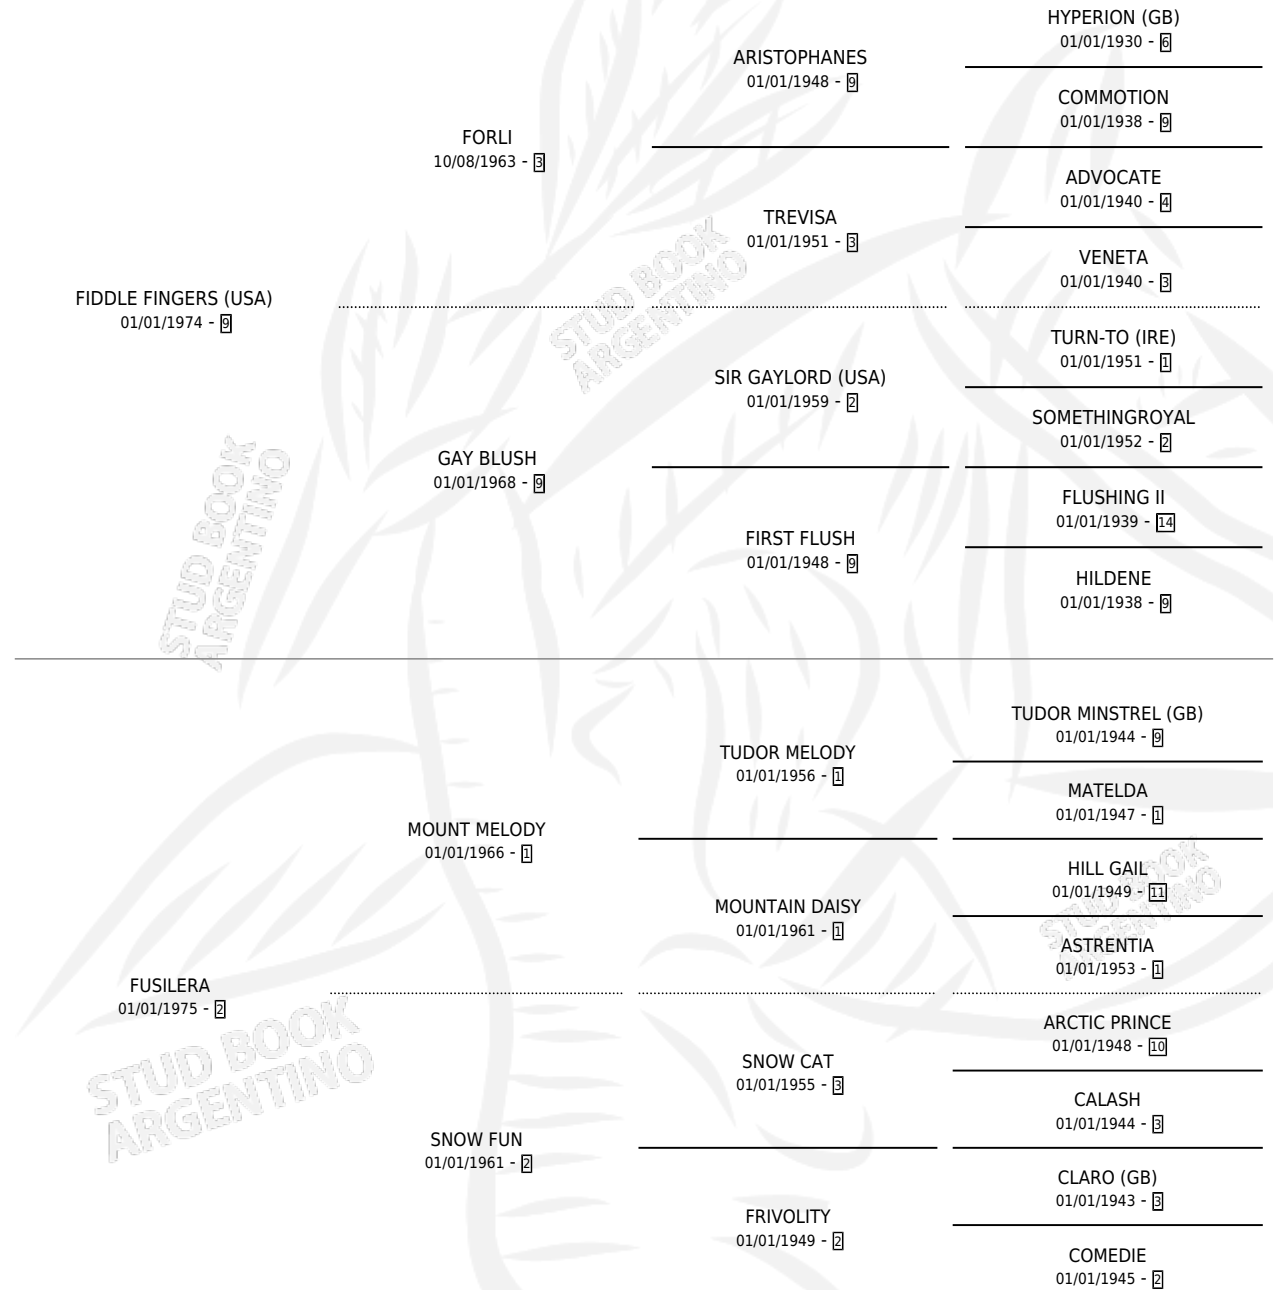 HYPERION (GB)
01/01/1930 - 6
ARISTOPHANES
01/01/1948 - 9
COMMOTION
01/01/1938 - 9
FORLI
10/08/1963 - 3
ADVOCATE
01/01/1940 - 4
TREVISA
01/01/1951 - 3
VENETA
01/01/1940 - 3
FIDDLE FINGERS (USA)
01/01/1974 - 9
TURN-TO (IRE)
01/01/1951 - 1
SIR GAYLORD (USA)
01/01/1959 - 2
SOMETHINGROYAL
01/01/1952 - 2
GAY BLUSH
01/01/1968 - 9
FLUSHING II
01/01/1939 - 14
FIRST FLUSH
01/01/1948 - 9
HILDENE
01/01/1938 - 9
TUDOR MINSTREL (GB)
01/01/1944 - 9
TUDOR MELODY
01/01/1956 - 1
MATELDA
01/01/1947 - 1
MOUNT MELODY
01/01/1966 - 1
HILL GAIL
01/01/1949 - 11
MOUNTAIN DAISY
01/01/1961 - 1
ASTRENTIA
01/01/1953 - 1
FUSILERA
01/01/1975 - 2
ARCTIC PRINCE
01/01/1948 - 10
SNOW CAT
01/01/1955 - 3
CALASH
01/01/1944 - 3
SNOW FUN
01/01/1961 - 2
CLARO (GB)
01/01/1943 - 3
FRIVOLITY
01/01/1949 - 2
COMEDIE
01/01/1945 - 2
STUD BOOK
ARGENTINO
STUD BOOK
ARGENTINO
STUD BOOK
ARGENTINO
STUD BOOK
ARGENTINO